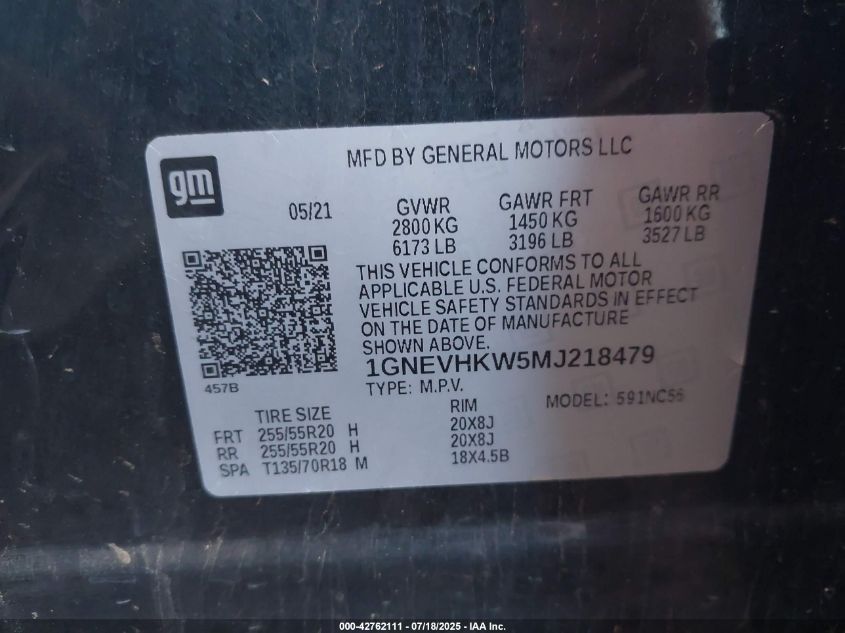 MFD BY GENERAL MOTORS LLC
gm
05/21 GVWR GAWR FRT GAWR RR
2800 KG 1450 KG 1600 KG
6173 LB 3196 LB 3527 LB
THIS VEHICLE CONFORMS TO ALL
APPLICABLE U.S. FEDERAL MOTOR
VEHICLE SAFETY STANDARDS IN EFFECT
ON THE DATE OF MANUFACTURE
SHOWN ABOVE.
1GNEVHKW5MJ218479
457B
TYPE: M.P.V.
MODEL: 591NC56
TIRE SIZE RIM
FRT 255/55R20 H 20X8J
RR 255/55R20 H 20X8J
SPA T135/70R18 M 18X4.5B
000-42762111 - 07/18/2025 - IAA Inc.